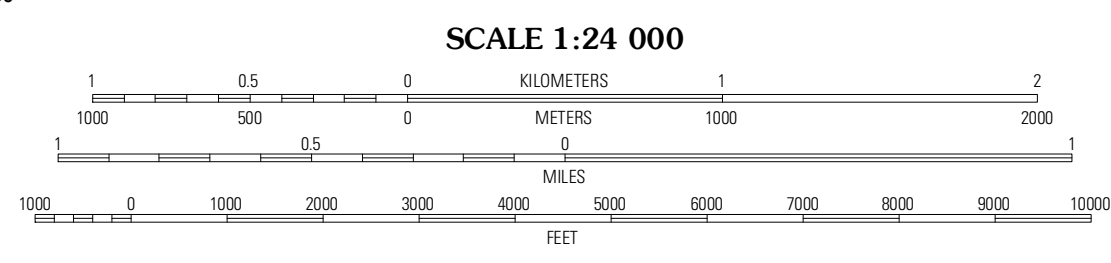 SCALE 1:24 000
1 0.5 0 KILOMETERS 1 2
1000 500 0 METERS 1000 2000
1 0.5 0 1
MILES
1000 0 1000 2000 3000 4000 5000 6000 7000 8000 9000 10000
FEET